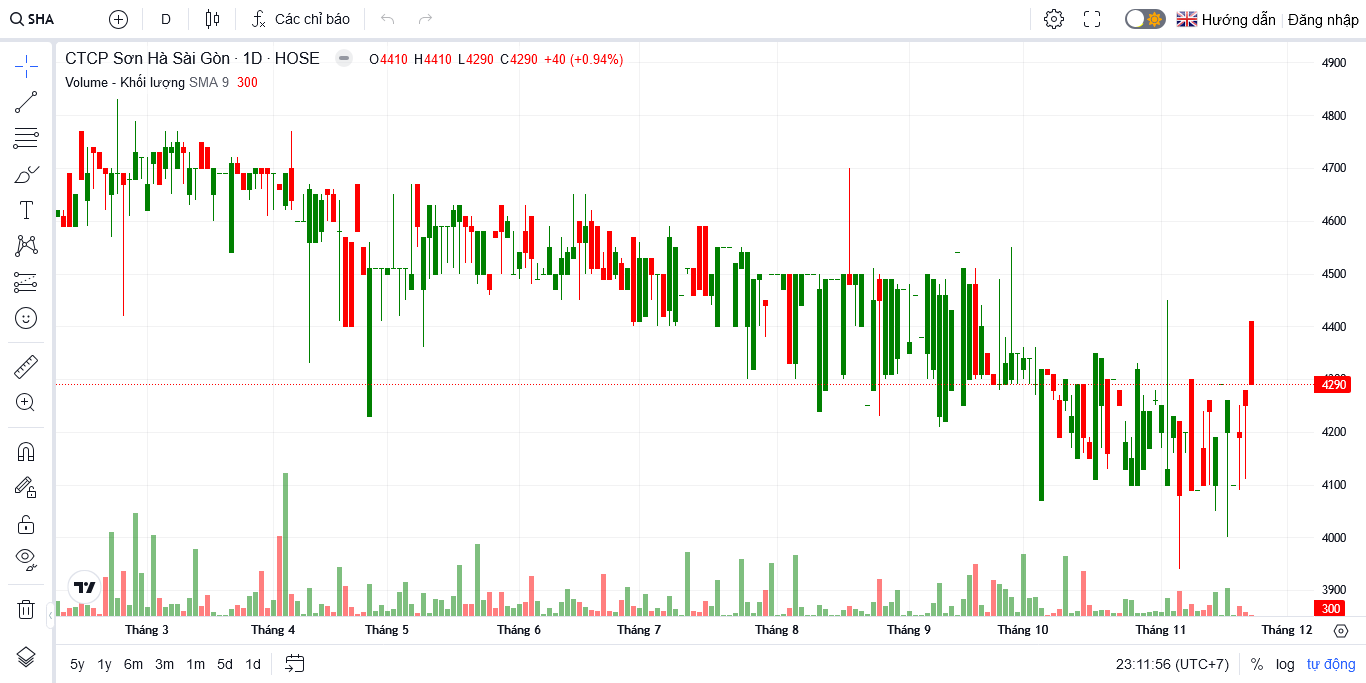 SHA D Các chỉ báo Hướng dẫn Đăng nhập
CTCP Sơn Hà Sài Gòn · 1D · HOSE O4410 H4410 L4290 C4290 +40 (+0.94%)
Volume - Khối lượng SMA 9 300
4900
4800
4700
4600
4500
4400
4300
4290
4200
4100
4000
3900
300
Tháng 3 Tháng 4 Tháng 5 Tháng 6 Tháng 7 Tháng 8 Tháng 9 Tháng 10 Tháng 11 Tháng 12
5y 1y 6m 3m 1m 5d 1d 23:11:56 (UTC+7) % log tự động